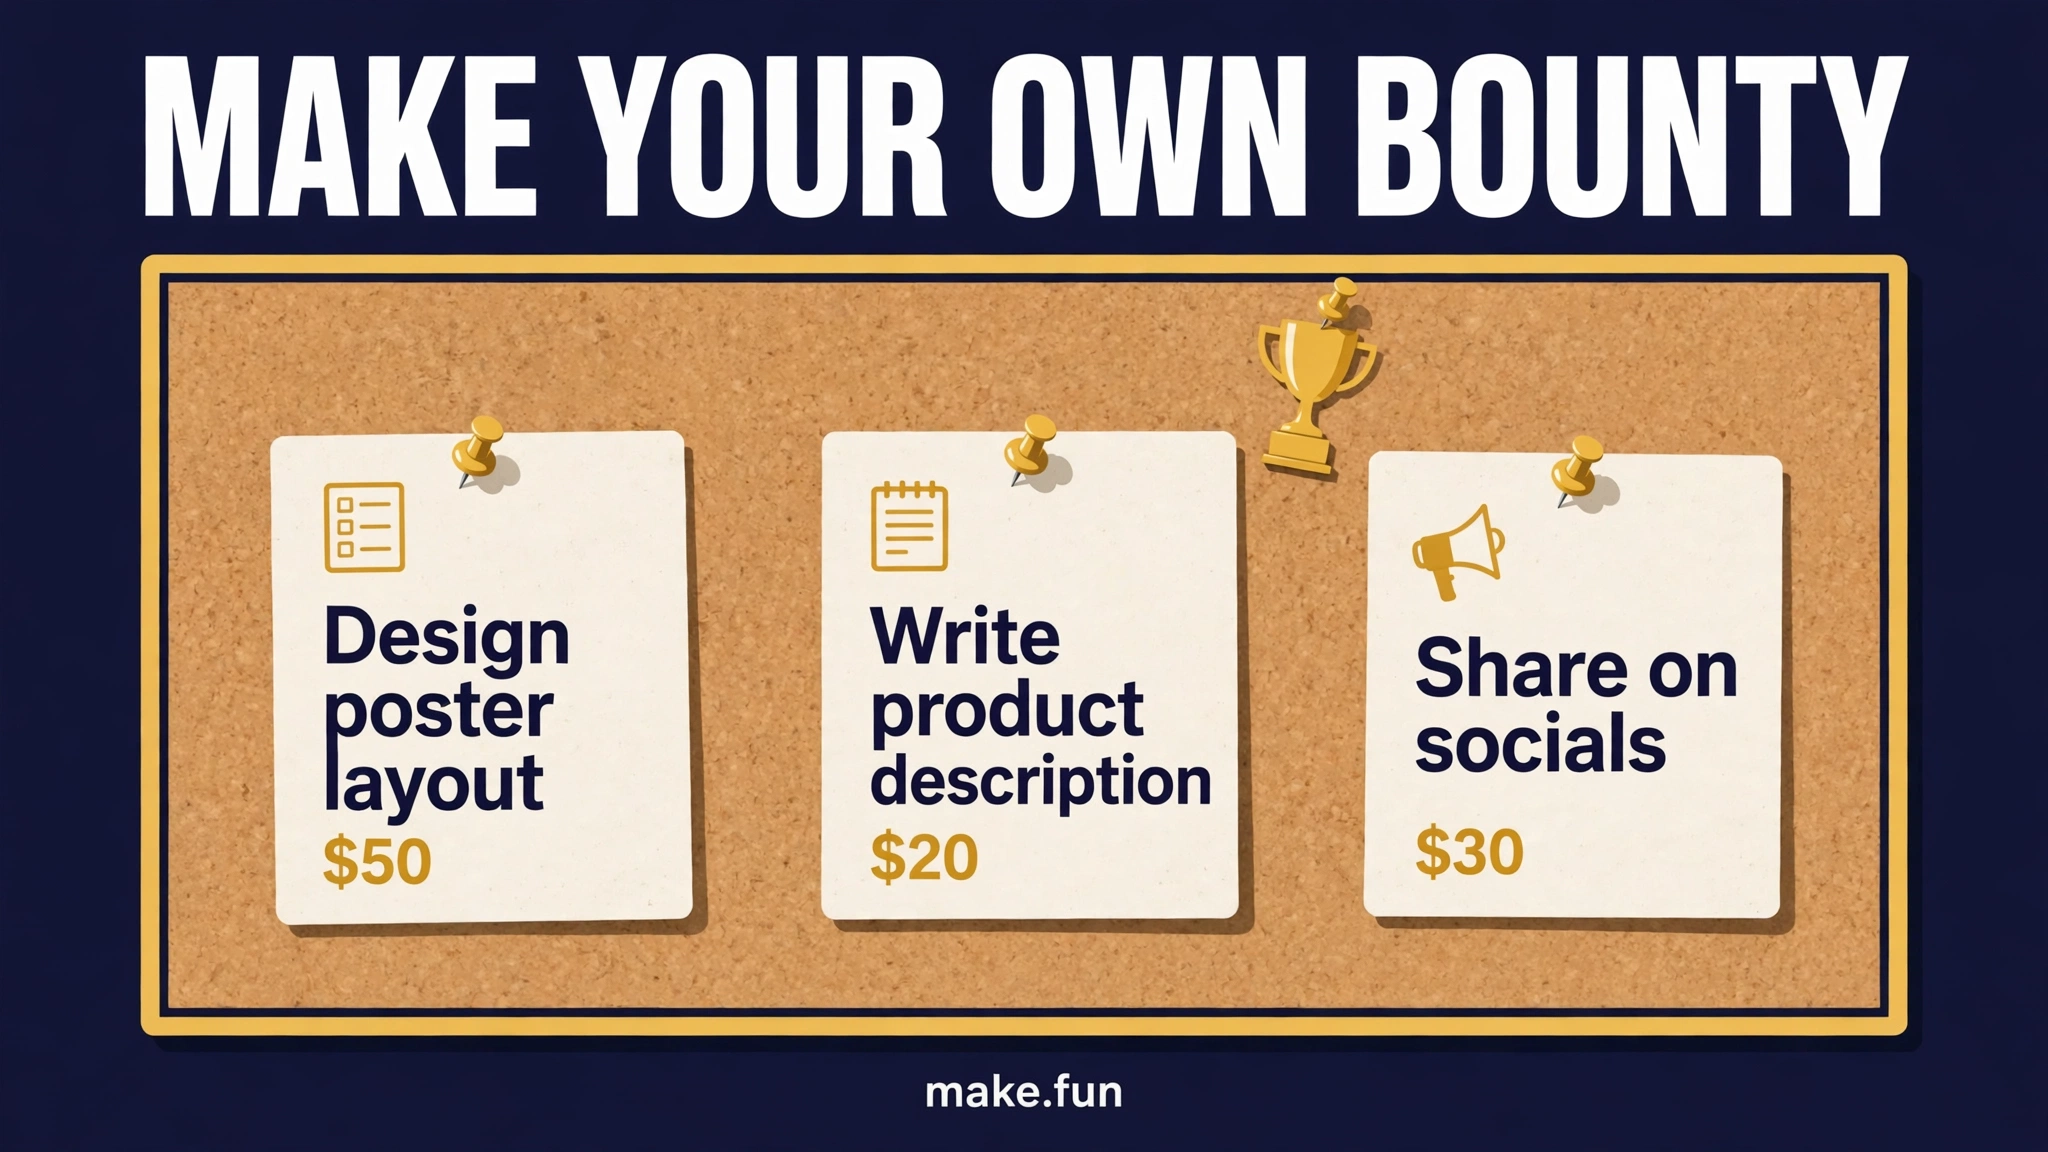 MAKE YOUR OWN BOUNTY
Design
poster
layout
$50
Write
product
description
$20
Share on
socials
$30
make.fun